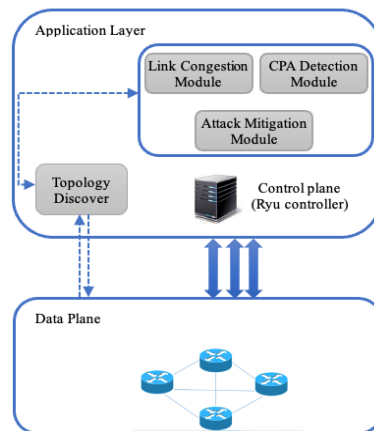 Application Layer
Link Congestion
Module
CPA Detection
Module
Attack Mitigation
Module
Topology
Discover
Control plane
(Ryu controller)
Data Plane